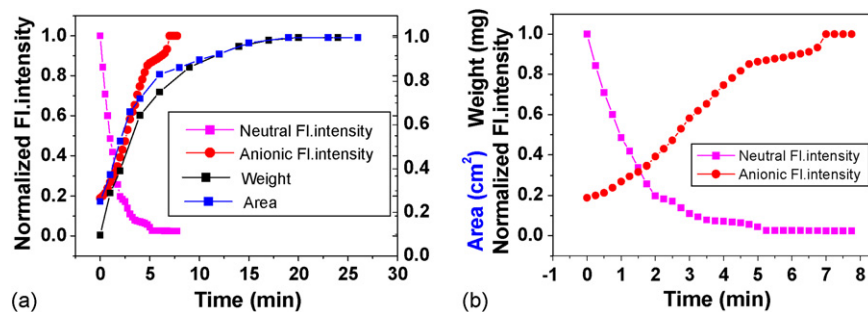 Normalized Fl.intensity
1.0
0.8
0.6
0.4
0.2
0.0
Neutral Fl.intensity
Anionic Fl.intensity
Weight
Area
1.0
0.8
0.6
0.4
0.2
0.0
0 5 10 15 20 25 30
Time (min)
(a)
Area (cm²) Weight (mg)
Normalized Fl.intensity
1.0
0.8
0.6
0.4
0.2
0.0
Neutral Fl.intensity
Anionic Fl.intensity
-1 0 1 2 3 4 5 6 7 8
Time (min)
(b)